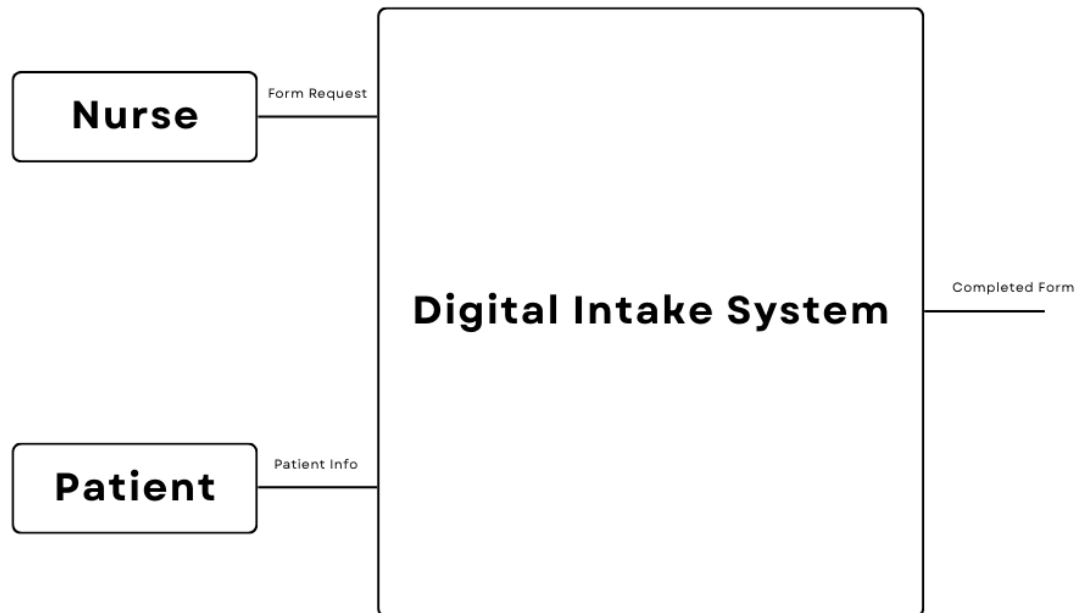 Nurse
Form Request
Digital Intake System
Completed Form
Patient
Patient Info